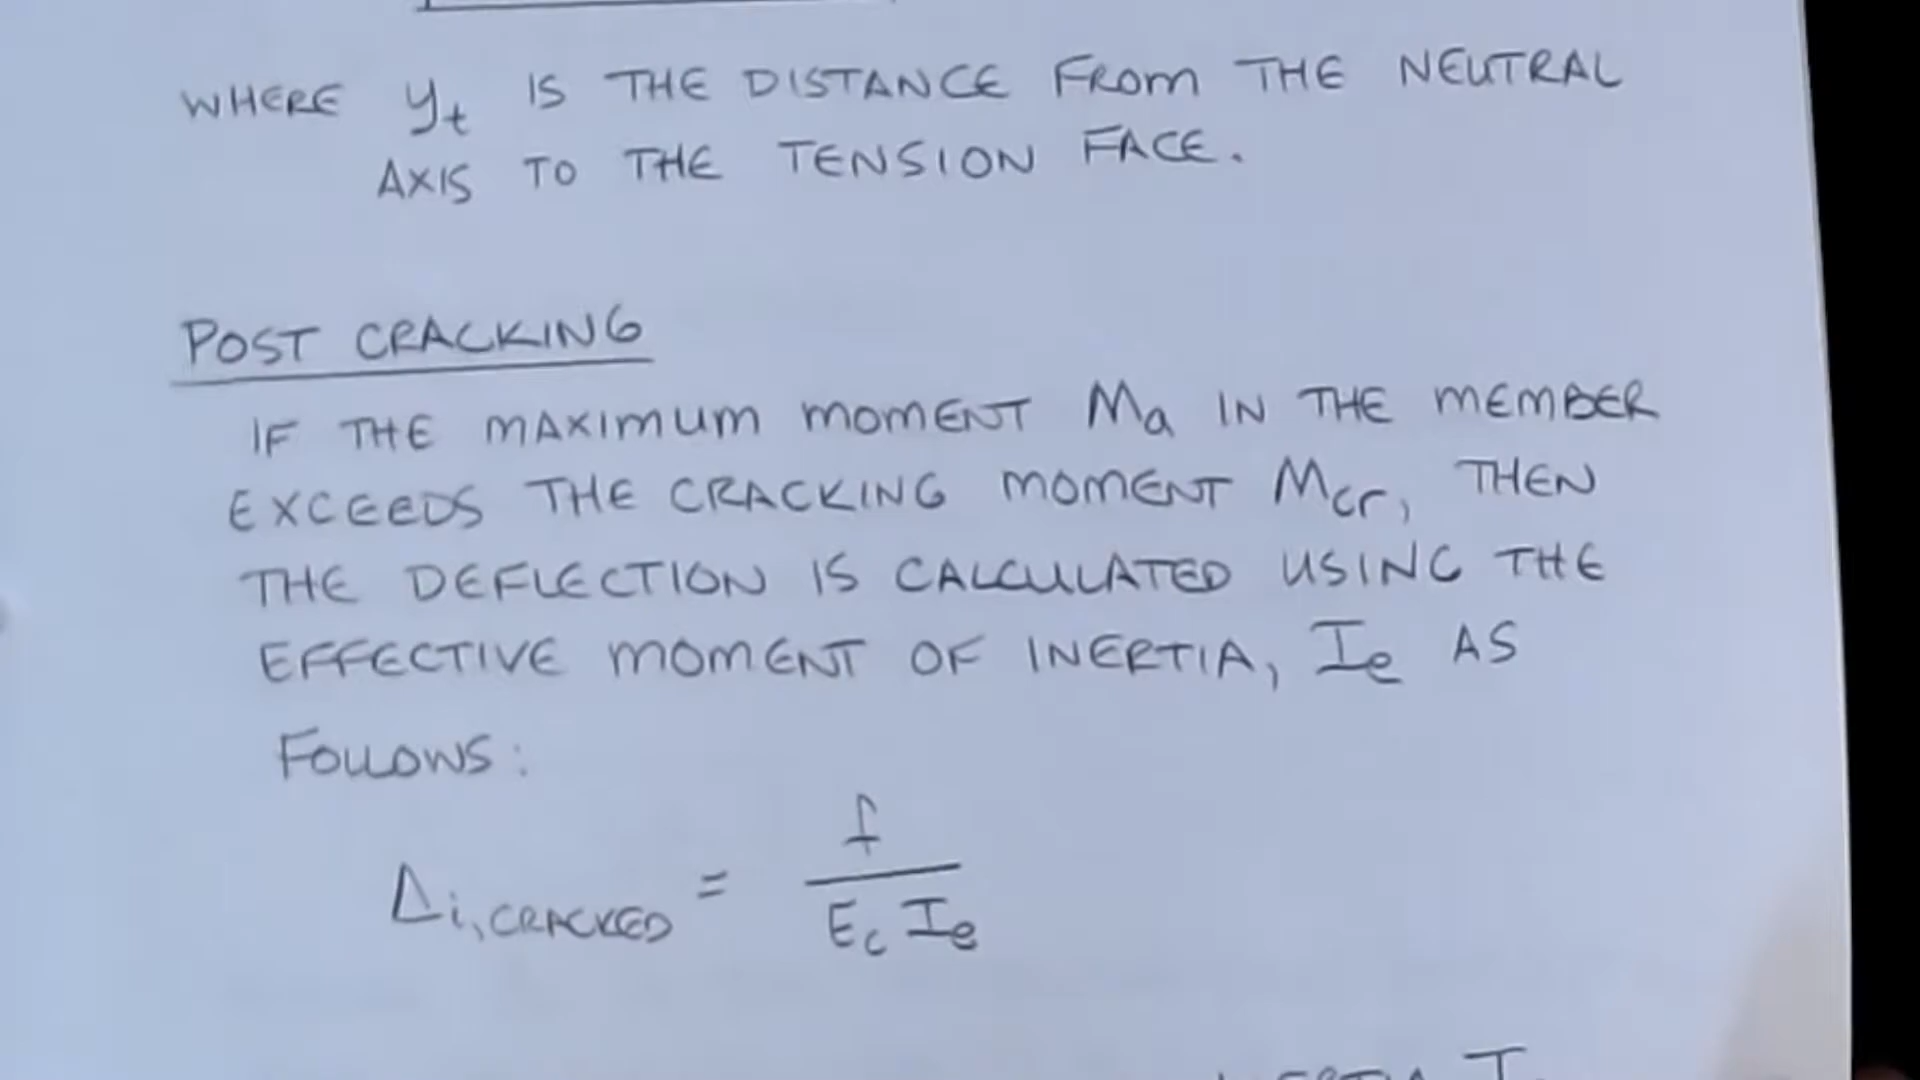 WHERE yt IS THE DISTANCE FROM THE NEUTRAL
AXIS TO THE TENSION FACE.
POST CRACKING
IF THE MAXIMUM MOMENT Ma IN THE MEMBER
EXCEEDS THE CRACKING MOMENT Mcr, THEN
THE DEFLECTION IS CALCULATED USING THE
EFFECTIVE MOMENT OF INERTIA, Ie AS
FOLLOWS:
Δi,CRACKED = f / Ec Ie